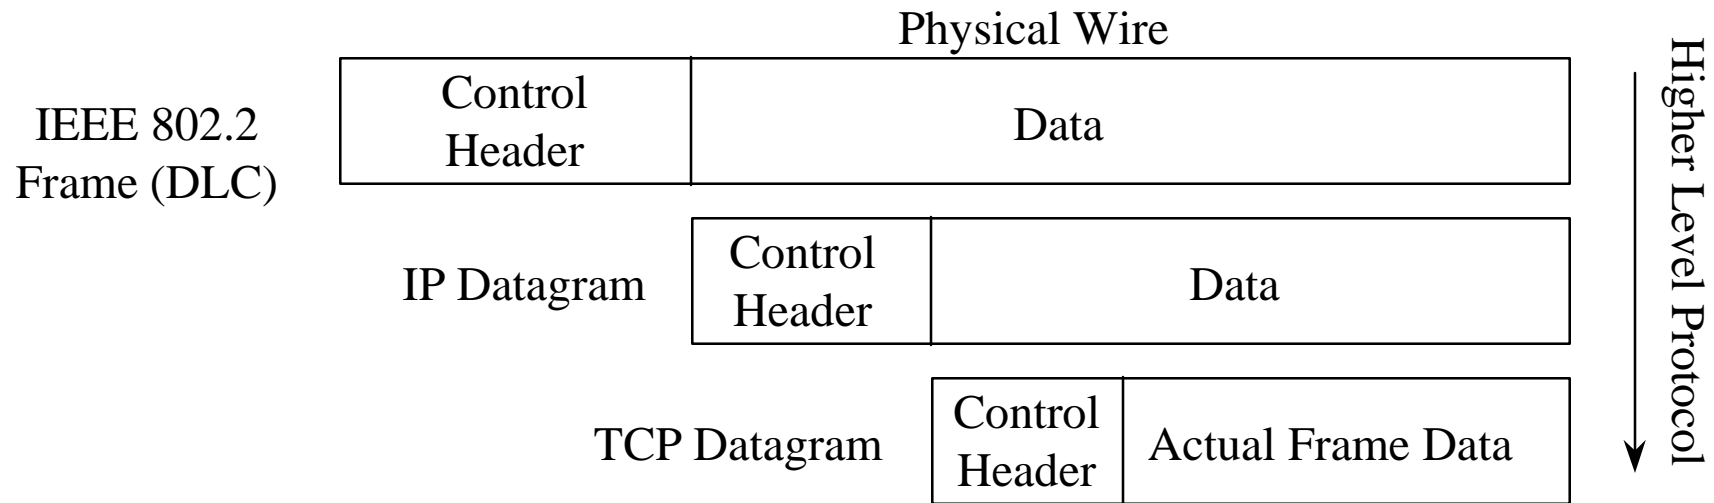 Physical Wire
IEEE 802.2
Frame (DLC)
Control
Header
Data
IP Datagram
Control
Header
Data
TCP Datagram
Control
Header
Actual Frame Data
Higher Level Protocol